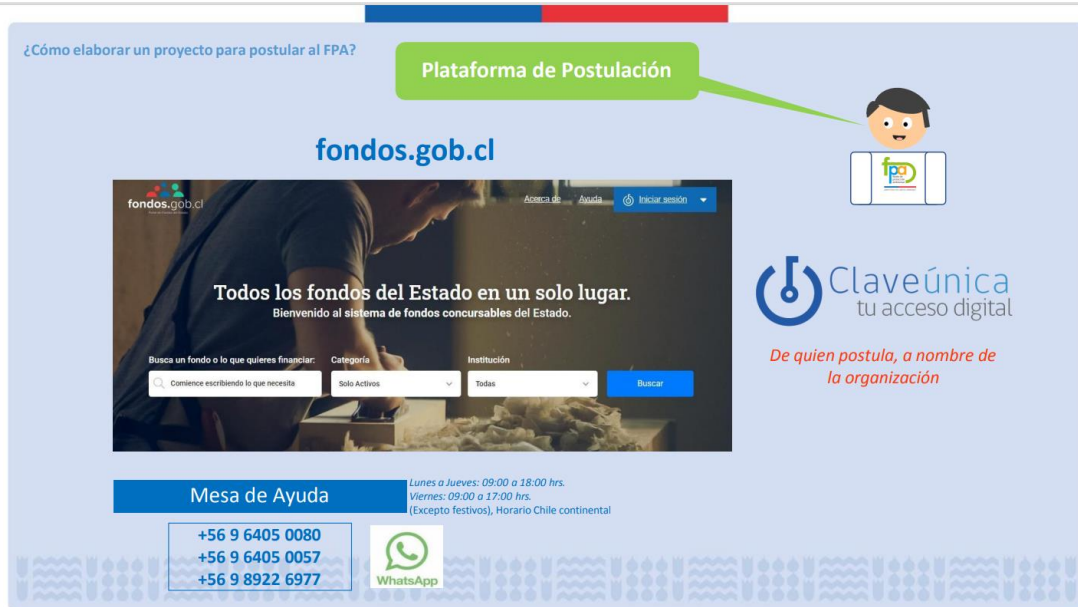 ¿Cómo elaborar un proyecto para postular al FPA?
Plataforma de Postulación
fondos.gob.cl
fpa
fondos.gob.cl
Acerca de
Ayuda
Iniciar sesión
Todos los fondos del Estado en un solo lugar.
Bienvenido al sistema de fondos concursables del Estado.
Busca un fondo o lo que quieres financiar:
Categoría
Institución
Comience escribiendo lo que necesita
Solo Activos
Todas
Buscar
Claveúnica
tu acceso digital
De quien postula, a nombre de
la organización
Mesa de Ayuda
Lunes a Jueves: 09:00 a 18:00 hrs.
Viernes: 09:00 a 17:00 hrs.
(Excepto festivos), Horario Chile continental
+56 9 6405 0080
+56 9 6405 0057
+56 9 8922 6977
WhatsApp